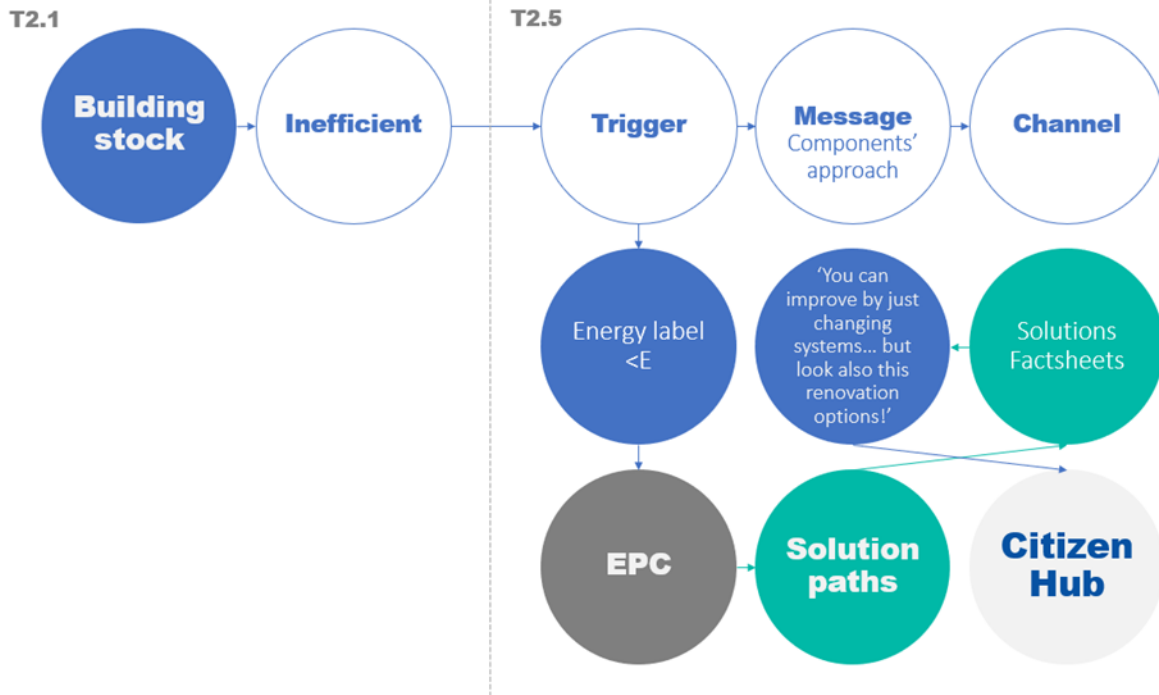 T2.1
T2.5
Building
stock
Inefficient
Trigger
Message
Components’
approach
Channel
Energy label
<E
‘You can
improve by just
changing
systems... but
look also this
renovation
options!’
Solutions
Factsheets
EPC
Solution
paths
Citizen
Hub